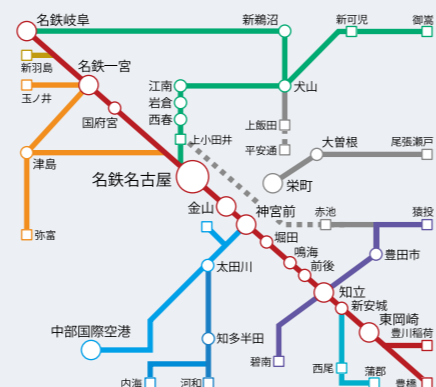 名鉄岐阜
新鵜沼
新可児
御嵩
新羽島
名鉄一宮
玉ノ井
江南
犬山
岩倉
国府宮
西春
上飯田
上小田井
平安通
大曽根
尾張瀬戸
津島
名鉄名古屋
栄町
金山
神宮前
赤池
猿投
弥富
堀田
鳴海
豊田市
太田川
前後
知立
新安城
中部国際空港
知多半田
東岡崎
豊川稲荷
碧南
西尾
蒲郡
内海
河和
豊橋